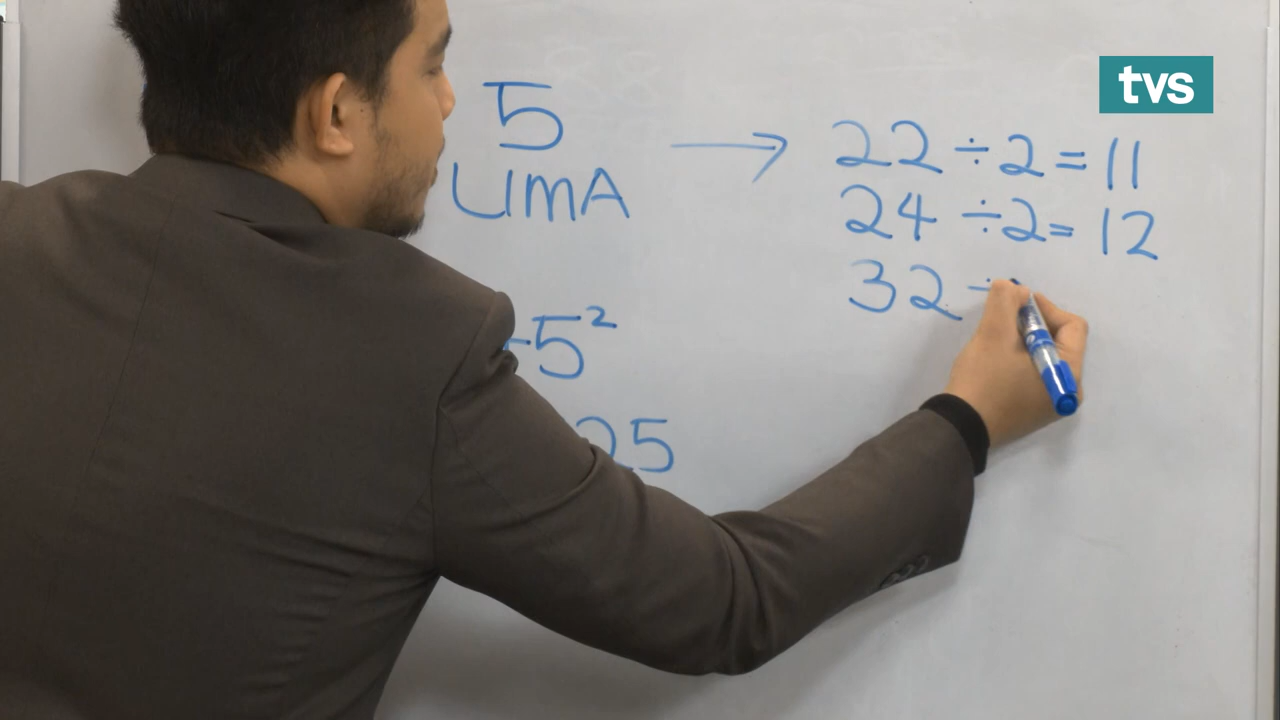 tvs
5
LIMA
→ 22 ÷ 2 = 11
24 ÷ 2 = 12
32 ÷
5²
25